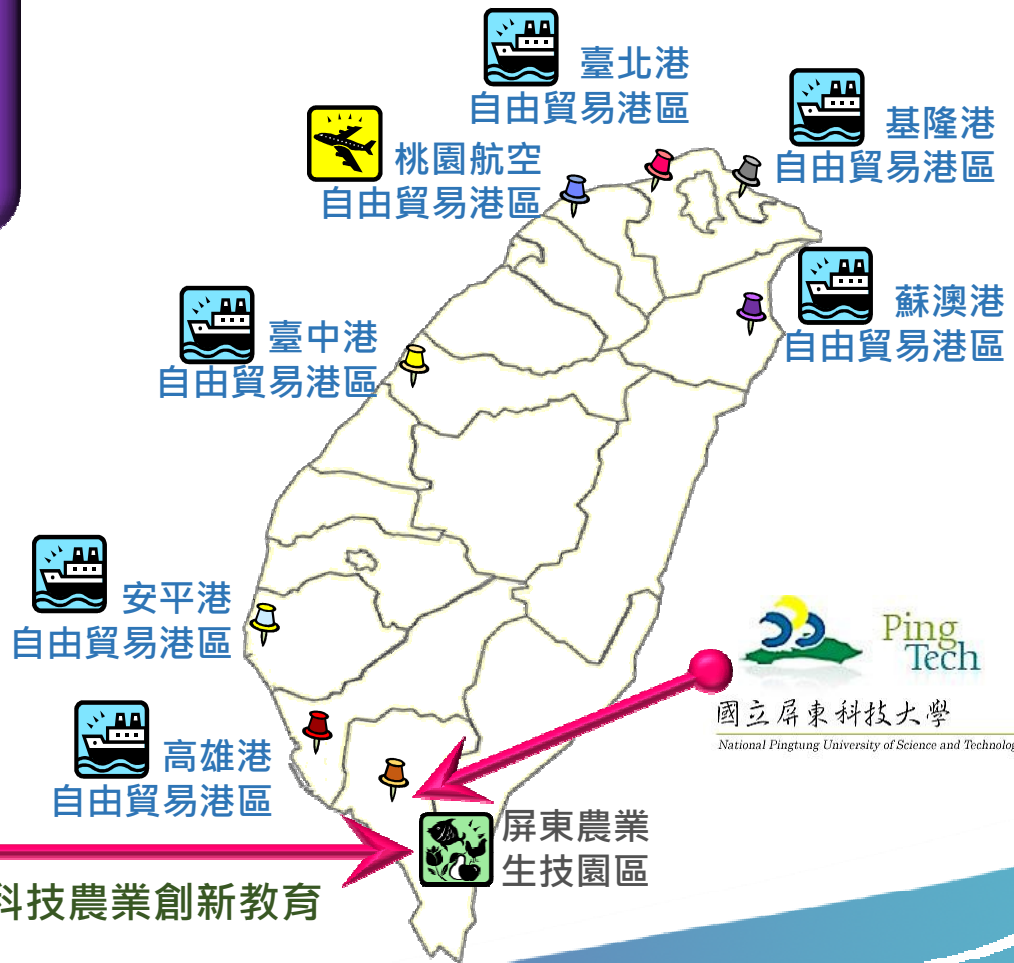 臺北港
自由貿易港區
基隆港
自由貿易港區
桃園航空
自由貿易港區
蘇澳港
自由貿易港區
臺中港
自由貿易港區
安平港
自由貿易港區
Ping
Tech
國立屏東科技大學
National Pingtung University of Science and Technolog
高雄港
自由貿易港區
屏東農業
生技園區
科技農業創新教育